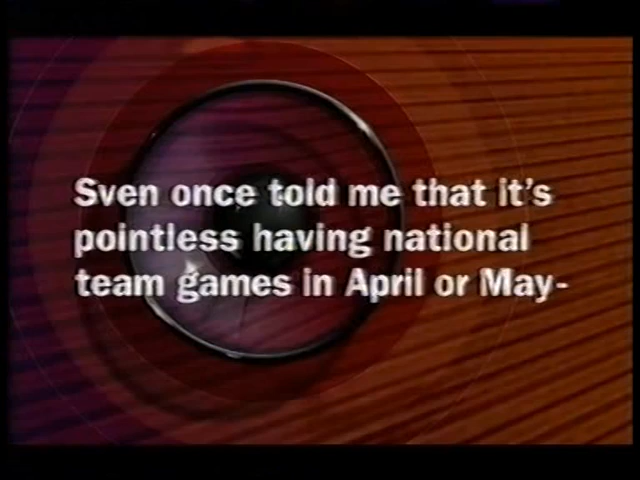 Sven once told me that it's
pointless having national
team games in April or May-